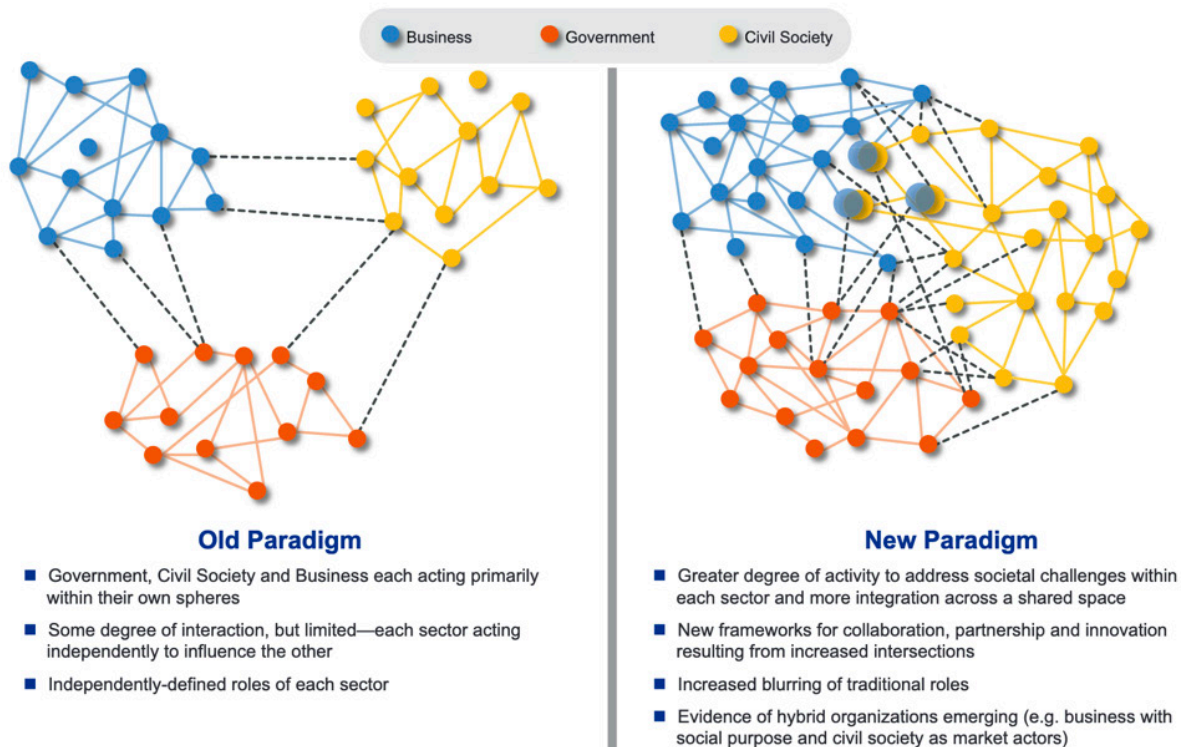 Business Government Civil Society
Old Paradigm
■ Government, Civil Society and Business each acting primarily
within their own spheres
■ Some degree of interaction, but limited—each sector acting
independently to influence the other
■ Independently-defined roles of each sector
New Paradigm
■ Greater degree of activity to address societal challenges within
each sector and more integration across a shared space
■ New frameworks for collaboration, partnership and innovation
resulting from increased intersections
■ Increased blurring of traditional roles
■ Evidence of hybrid organizations emerging (e.g. business with
social purpose and civil society as market actors)